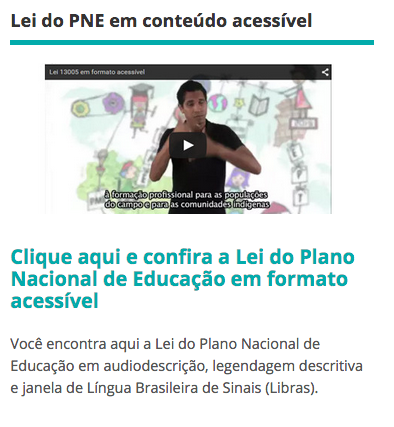 Lei do PNE em conteúdo acessível
Lei 13005 em formato acessível
à formação profissional para as populações
do campo e para as comunidades indígenas
Clique aqui e confira a Lei do Plano
Nacional de Educação em formato
acessível
Você encontra aqui a Lei do Plano Nacional de
Educação em audiodescrição, legendagem descritiva
e janela de Língua Brasileira de Sinais (Libras).